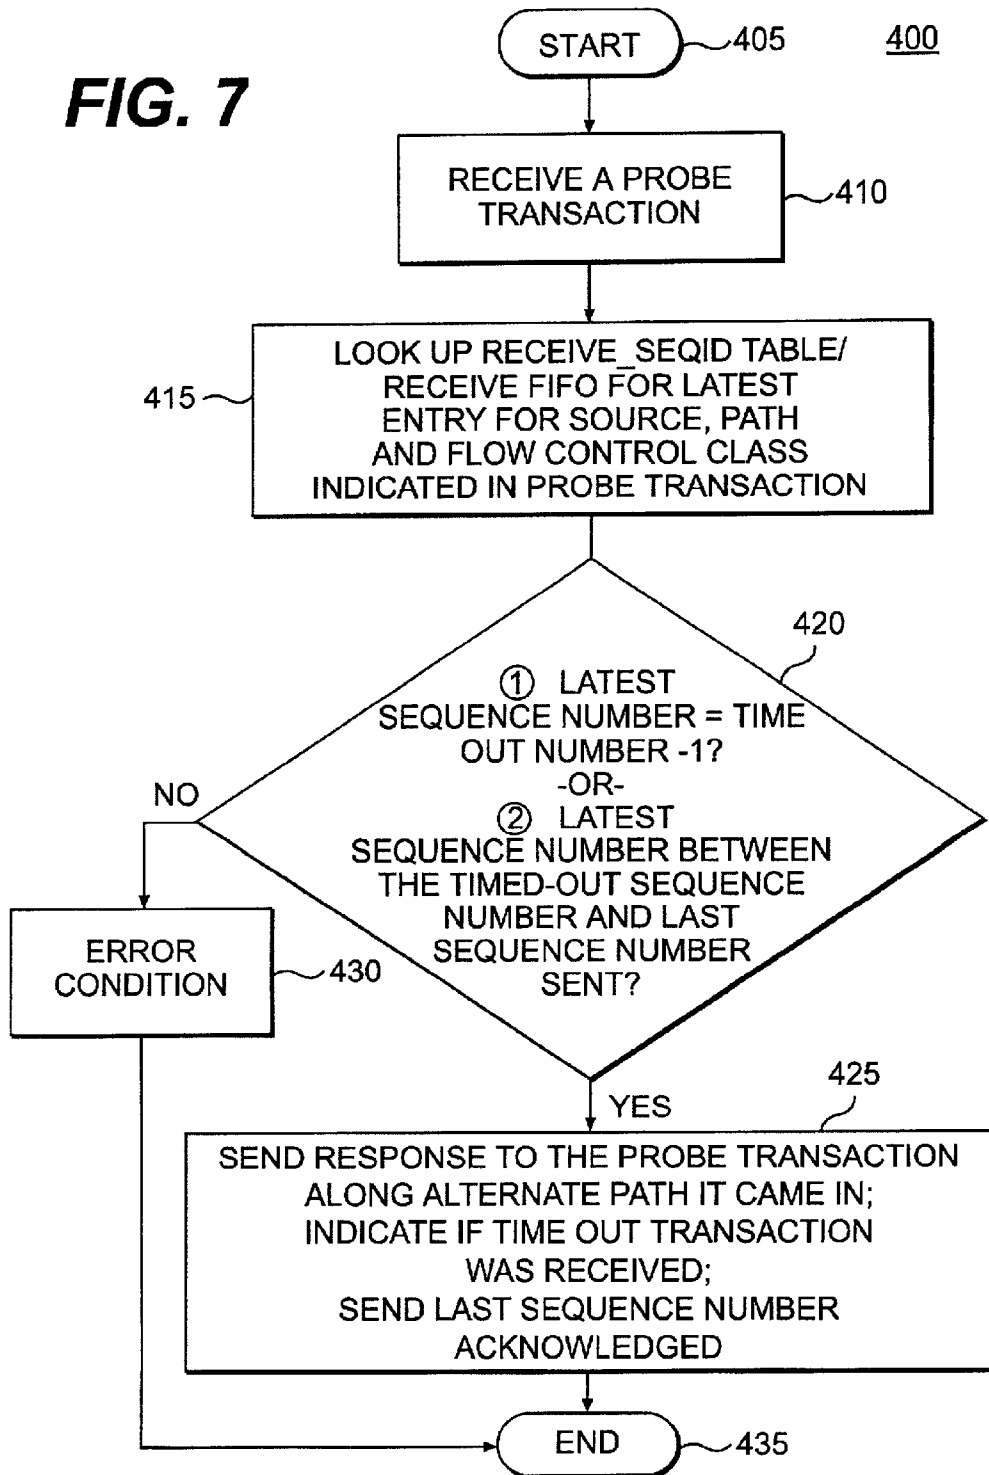 START
405
400
FIG. 7
RECEIVE A PROBE
TRANSACTION
410
LOOK UP RECEIVE_SEQID TABLE/
RECEIVE FIFO FOR LATEST
ENTRY FOR SOURCE, PATH
AND FLOW CONTROL CLASS
INDICATED IN PROBE TRANSACTION
415
420
① LATEST
SEQUENCE NUMBER = TIME
OUT NUMBER -1?
-OR-
② LATEST
SEQUENCE NUMBER BETWEEN
THE TIMED-OUT SEQUENCE
NUMBER AND LAST
SEQUENCE NUMBER
SENT?
NO
ERROR
CONDITION
430
YES
425
SEND RESPONSE TO THE PROBE TRANSACTION
ALONG ALTERNATE PATH IT CAME IN;
INDICATE IF TIME OUT TRANSACTION
WAS RECEIVED;
SEND LAST SEQUENCE NUMBER
ACKNOWLEDGED
END
435